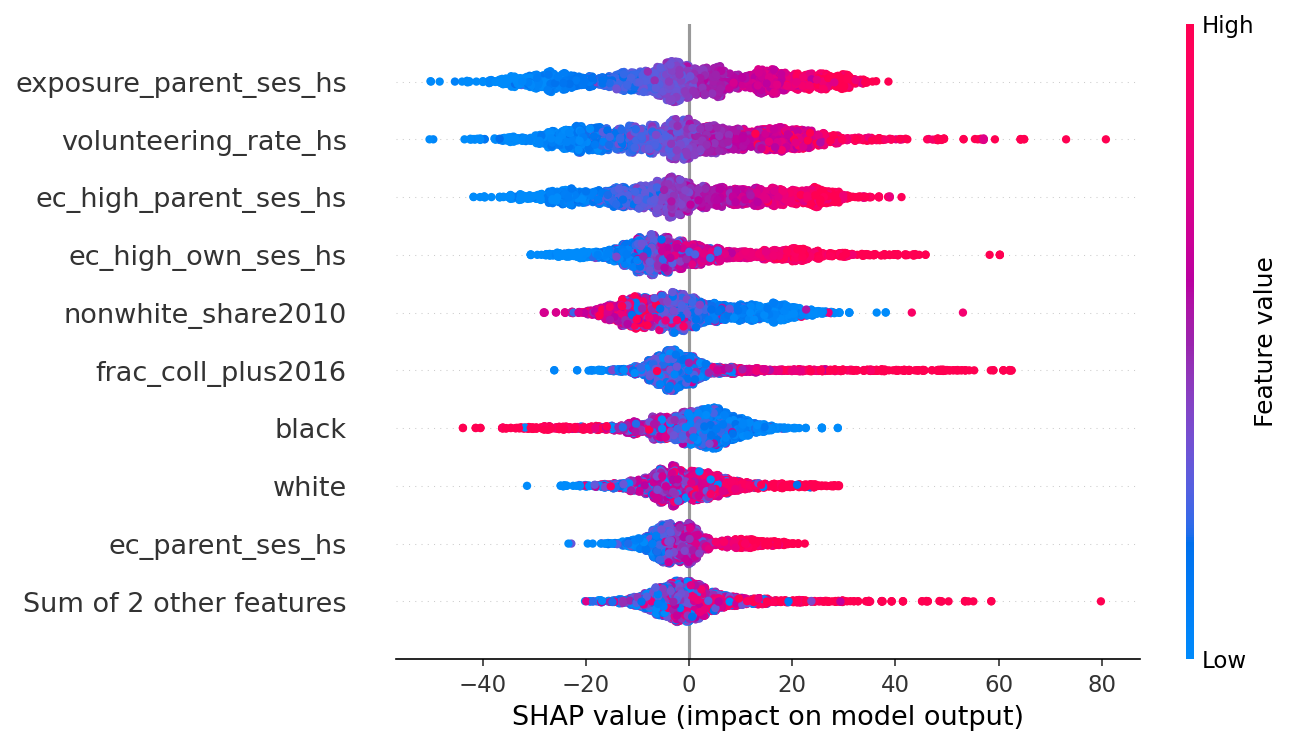 High
exposure_parent_ses_hs
volunteering_rate_hs
ec_high_parent_ses_hs
ec_high_own_ses_hs
nonwhite_share2010
frac_coll_plus2016
black
white
ec_parent_ses_hs
Sum of 2 other features
Feature value
Low
−40 −20 0 20 40 60 80
SHAP value (impact on model output)